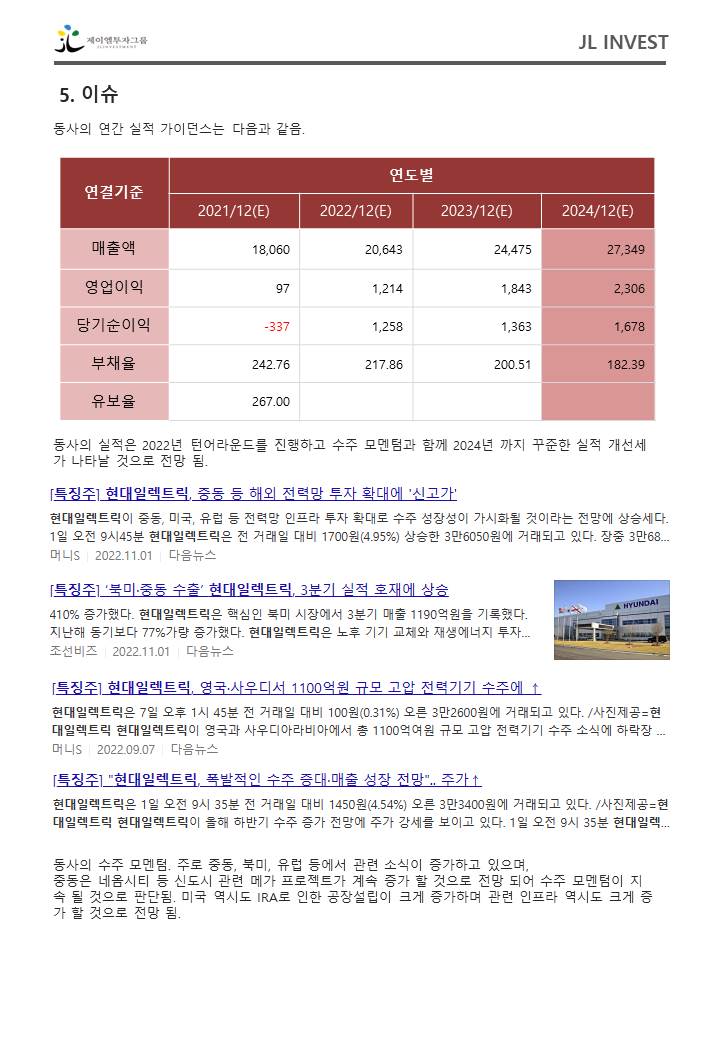 제이엘투자그룹
JLINVESTMENT
JL INVEST
5. 이슈
동사의 연간 실적 가이던스는 다음과 같음.
연결기준 연도별
2021/12(E) 2022/12(E) 2023/12(E) 2024/12(E)
매출액 18,060 20,643 24,475 27,349
영업이익 97 1,214 1,843 2,306
당기순이익 -337 1,258 1,363 1,678
부채율 242.76 217.86 200.51 182.39
유보율 267.00
동사의 실적은 2022년 턴어라운드를 진행하고 수주 모멘텀과 함께 2024년 까지 꾸준한 실적 개선세
가 나타날 것으로 전망 됨.
[특징주] 현대일렉트릭, 중동 등 해외 전력망 투자 확대에 '신고가'
현대일렉트릭이 중동, 미국, 유럽 등 전력망 인프라 투자 확대로 수주 성장성이 가시화될 것이라는 전망에 상승세다.
1일 오전 9시45분 현대일렉트릭은 전 거래일 대비 1700원(4.95%) 상승한 3만6050원에 거래되고 있다. 장중 3만68...
머니S | 2022.11.01 | 다음뉴스
[특징주] ‘북미·중동 수출’ 현대일렉트릭, 3분기 실적 호재에 상승
410% 증가했다. 현대일렉트릭은 핵심인 북미 시장에서 3분기 매출 1190억원을 기록했다.
지난해 동기보다 77%가량 증가했다. 현대일렉트릭은 노후 기기 교체와 재생에너지 투자...
조선비즈 | 2022.11.01 | 다음뉴스
HYUNDAI
[특징주] 현대일렉트릭, 영국·사우디서 1100억원 규모 고압 전력기기 수주에 ↑
현대일렉트릭은 7일 오후 1시 45분 전 거래일 대비 100원(0.31%) 오른 3만2600원에 거래되고 있다. /사진제공=현
대일렉트릭 현대일렉트릭이 영국과 사우디아라비아에서 총 1100억여원 규모 고압 전력기기 수주 소식에 하락장 ...
머니S | 2022.09.07 | 다음뉴스
[특징주] "현대일렉트릭, 폭발적인 수주 증대·매출 성장 전망".. 주가↑
현대일렉트릭은 1일 오전 9시 35분 전 거래일 대비 1450원(4.54%) 오른 3만3400원에 거래되고 있다. /사진제공=현
대일렉트릭 현대일렉트릭이 올해 하반기 수주 증가 전망에 주가 강세를 보이고 있다. 1일 오전 9시 35분 현대일렉...
동사의 수주 모멘텀. 주로 중동, 북미, 유럽 등에서 관련 소식이 증가하고 있으며,
중동은 네옴시티 등 신도시 관련 메가 프로젝트가 계속 증가 할 것으로 전망 되어 수주 모멘텀이 지
속 될 것으로 판단됨. 미국 역시도 IRA로 인한 공장설립이 크게 증가하며 관련 인프라 역시도 크게 증
가 할 것으로 전망 됨.